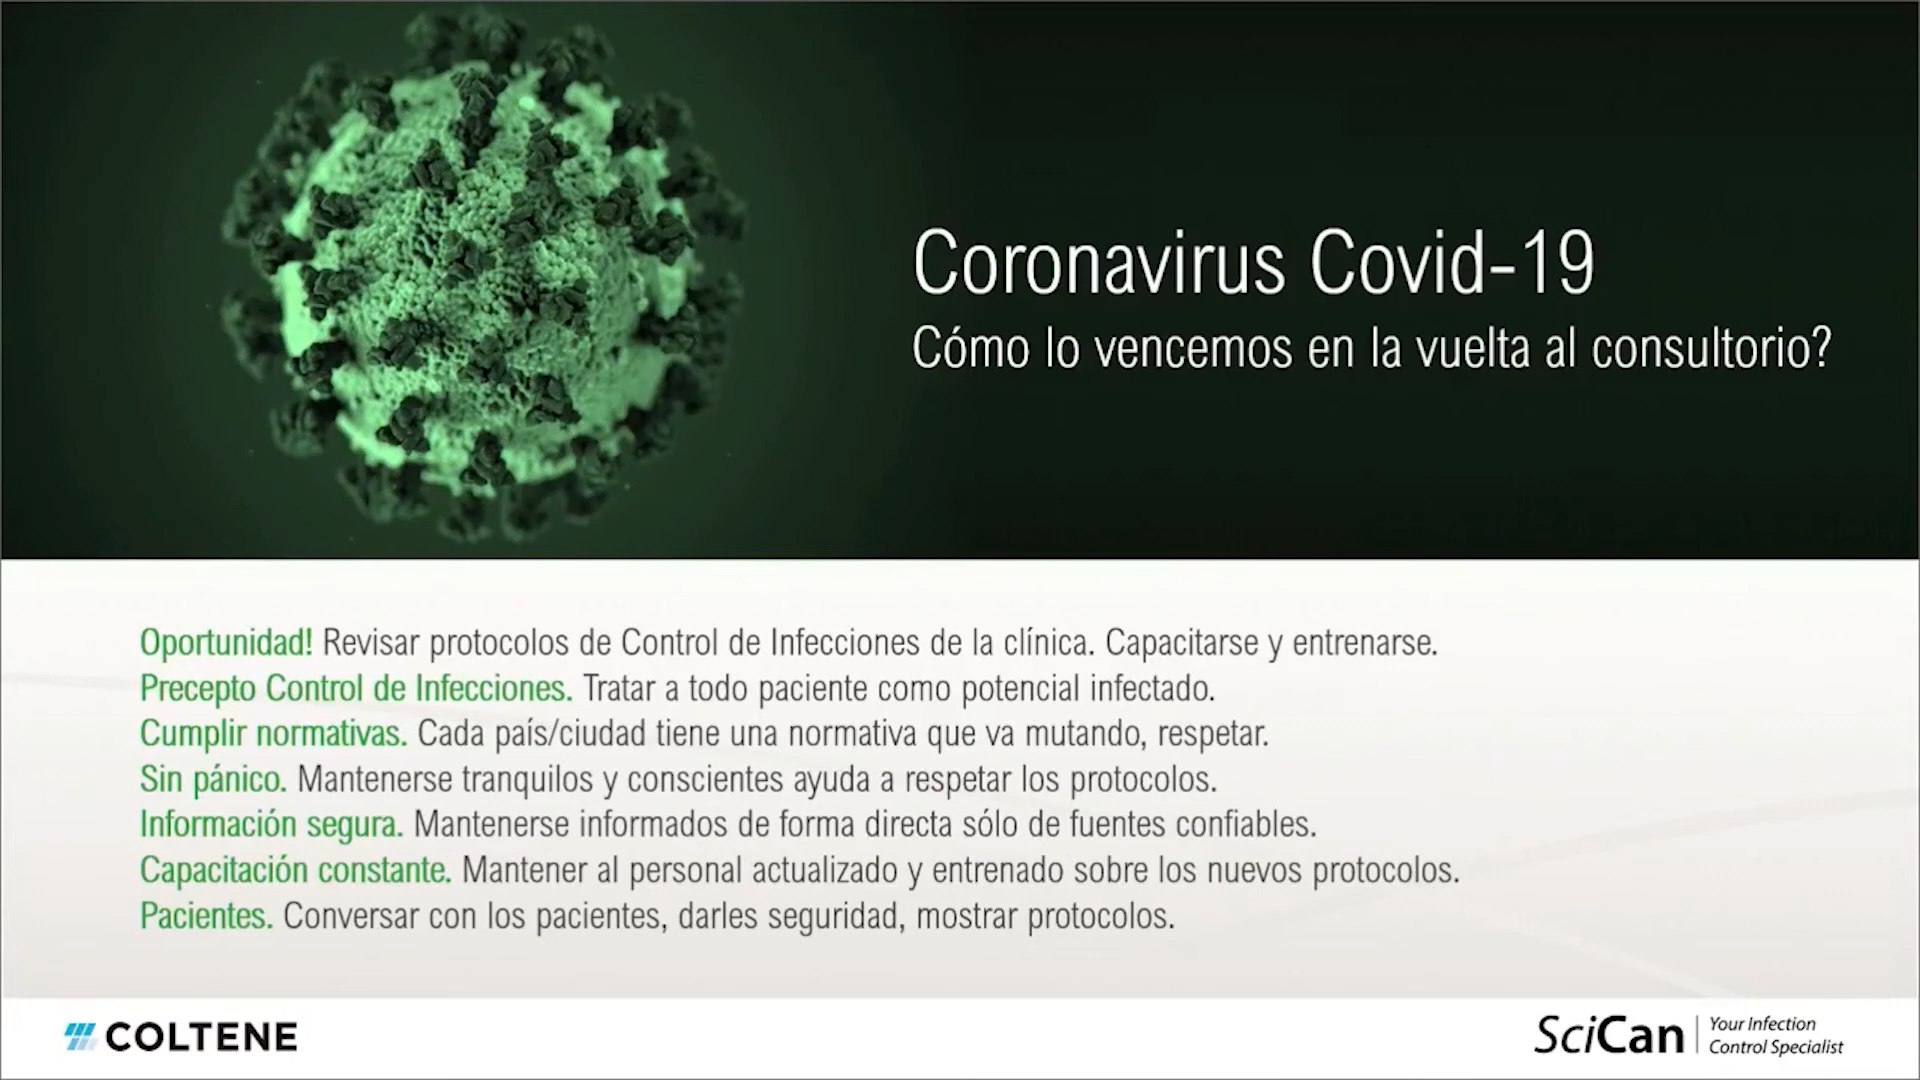 Coronavirus Covid-19
Cómo lo vencemos en la vuelta al consultorio?
Oportunidad! Revisar protocolos de Control de Infecciones de la clínica. Capacitarse y entrenarse.
Precepto Control de Infecciones. Tratar a todo paciente como potencial infectado.
Cumplir normativas. Cada país/ciudad tiene una normativa que va mutando, respetar.
Sin pánico. Mantenerse tranquilos y conscientes ayuda a respetar los protocolos.
Información segura. Mantenerse informados de forma directa sólo de fuentes confiables.
Capacitación constante. Mantener al personal actualizado y entrenado sobre los nuevos protocolos.
Pacientes. Conversar con los pacientes, darles seguridad, mostrar protocolos.
COLTENE
SciCan
Your Infection
Control Specialist